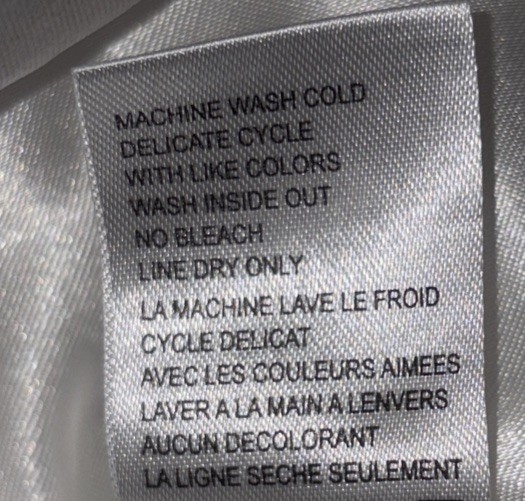 MACHINE WASH COLD
DELICATE CYCLE
WITH LIKE COLORS
WASH INSIDE OUT
NO BLEACH
LINE DRY ONLY
LA MACHINE LAVE LE FROID
CYCLE DELICAT
AVEC LES COULEURS AIMEES
LAVER A LA MAIN A LENVERS
AUCUN DECOLORANT
LA LIGNE SECHE SEULEMENT